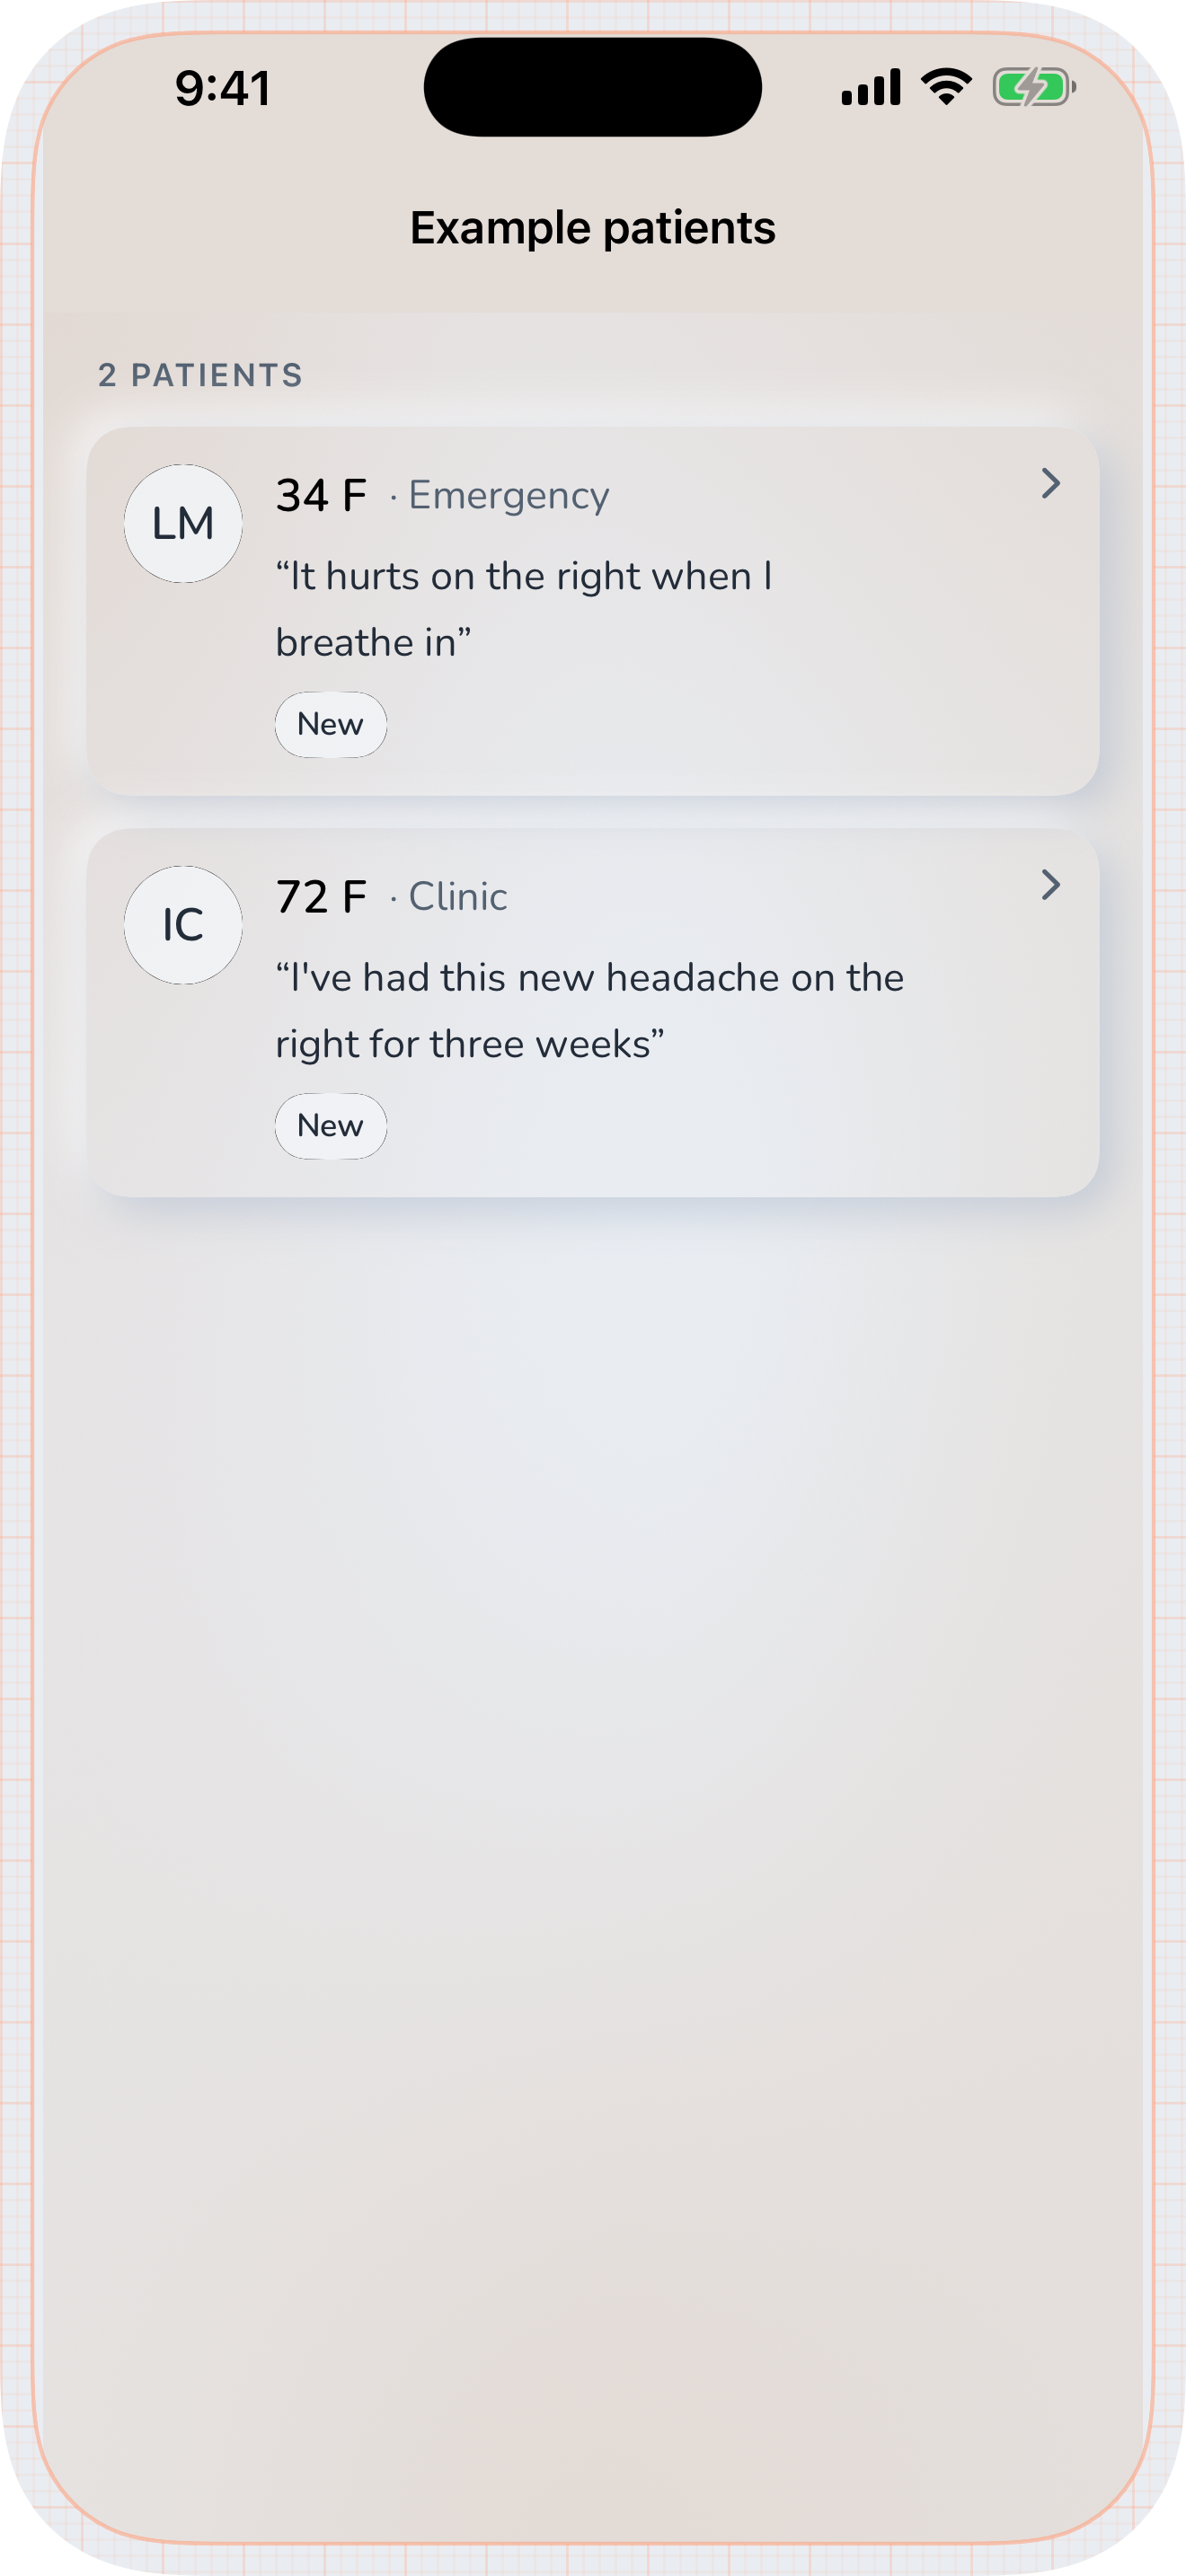 9:41
Example patients
2 PATIENTS
LM
34 F · Emergency
“It hurts on the right when I
breathe in”
New
IC
72 F · Clinic
“I've had this new headache on the
right for three weeks”
New